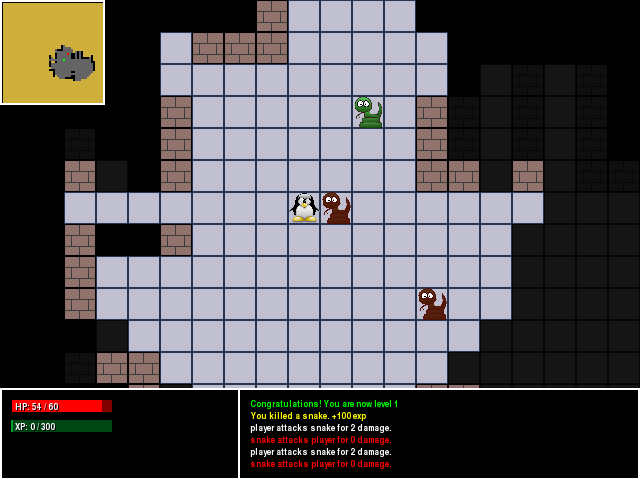 Congratulations! You are now level 1
You killed a snake. +100 exp
HP: 54 / 60
player attacks snake for 2 damage.
XP: 0 / 300
snake attacks player for 0 damage.
player attacks snake for 2 damage.
snake attacks player for 0 damage.